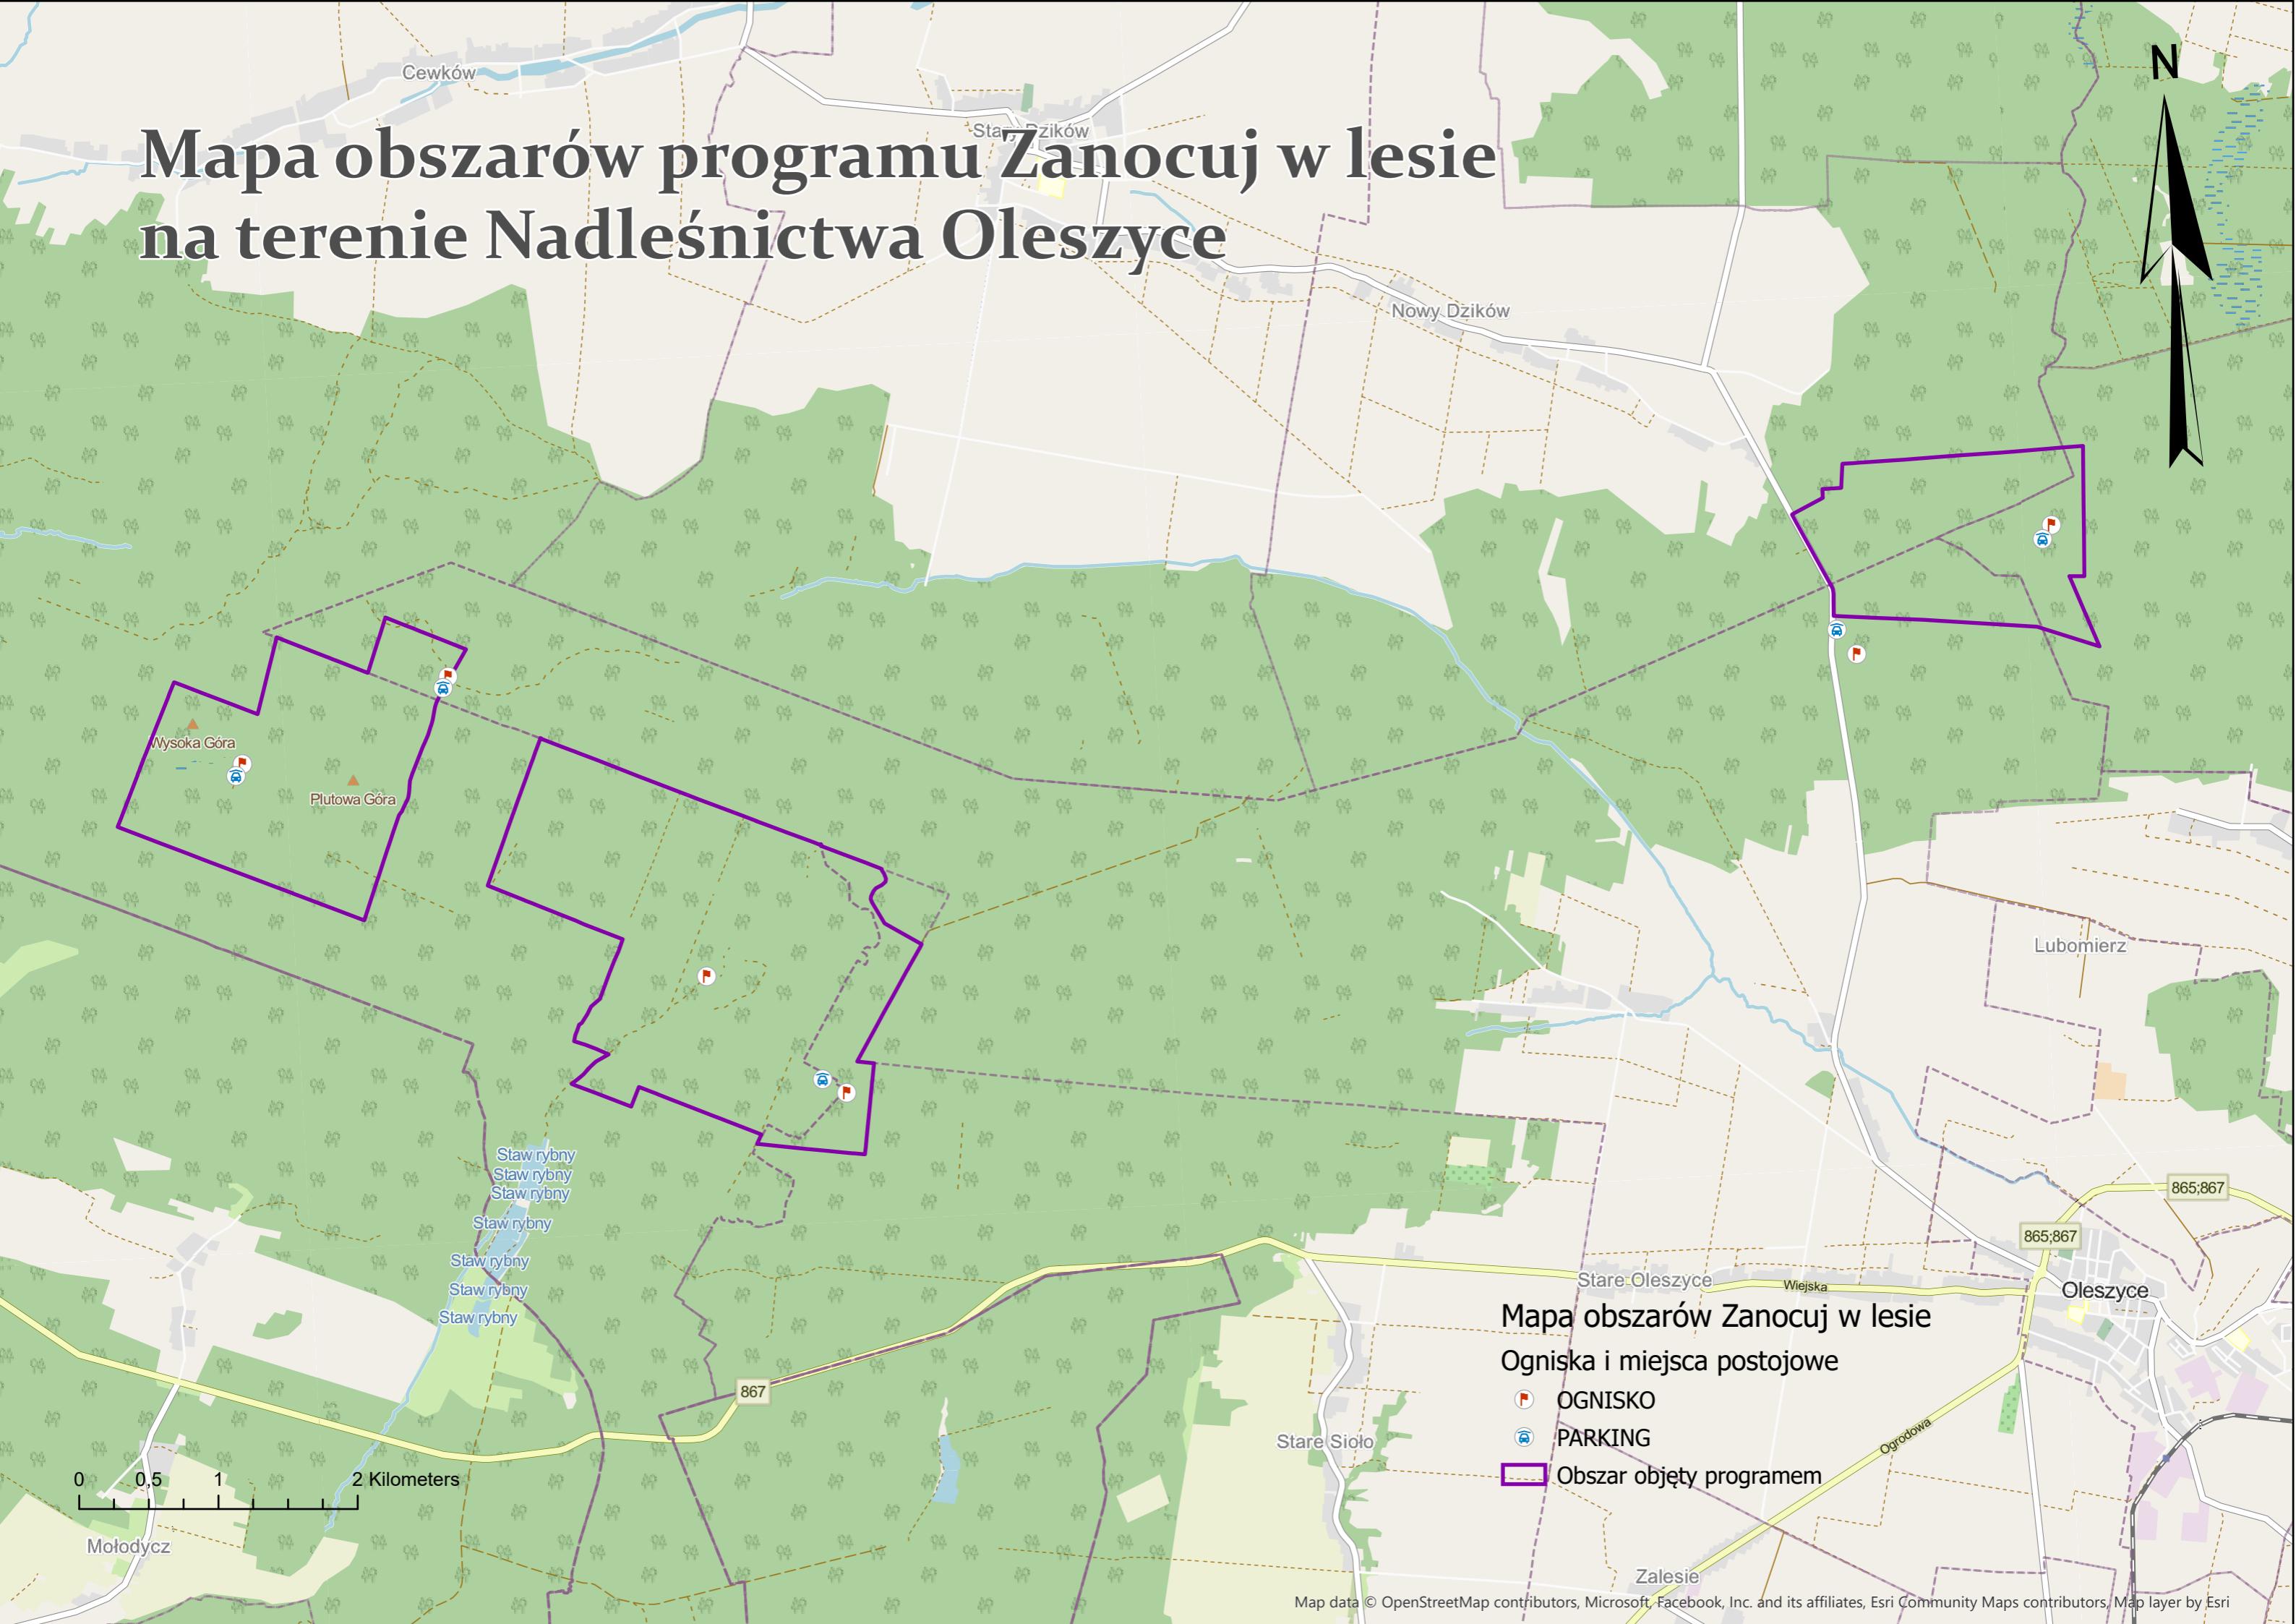 Cewków
N
Stary Dzików
Mapa obszarów programu Zanocuj w lesie
na terenie Nadleśnictwa Oleszyce
Nowy Dzików
Wysoka Góra
Plutowa Góra
Lubomierz
Staw rybny
Staw rybny
Staw rybny
865;867
Staw rybny
865;867
Staw rybny
Stare Oleszyce
Wiejska
Staw rybny
Oleszyce
Staw rybny
Mapa obszarów Zanocuj w lesie
Ogniska i miejsca postojowe
867
OGNISKO
Ogrodowa
Stare Sioło
PARKING
Obszar objęty programem
0 0,5 1 2 Kilometers
Mołodycz
Zalesie
Map data © OpenStreetMap contributors, Microsoft, Facebook, Inc. and its affiliates, Esri Community Maps contributors, Map layer by Esri